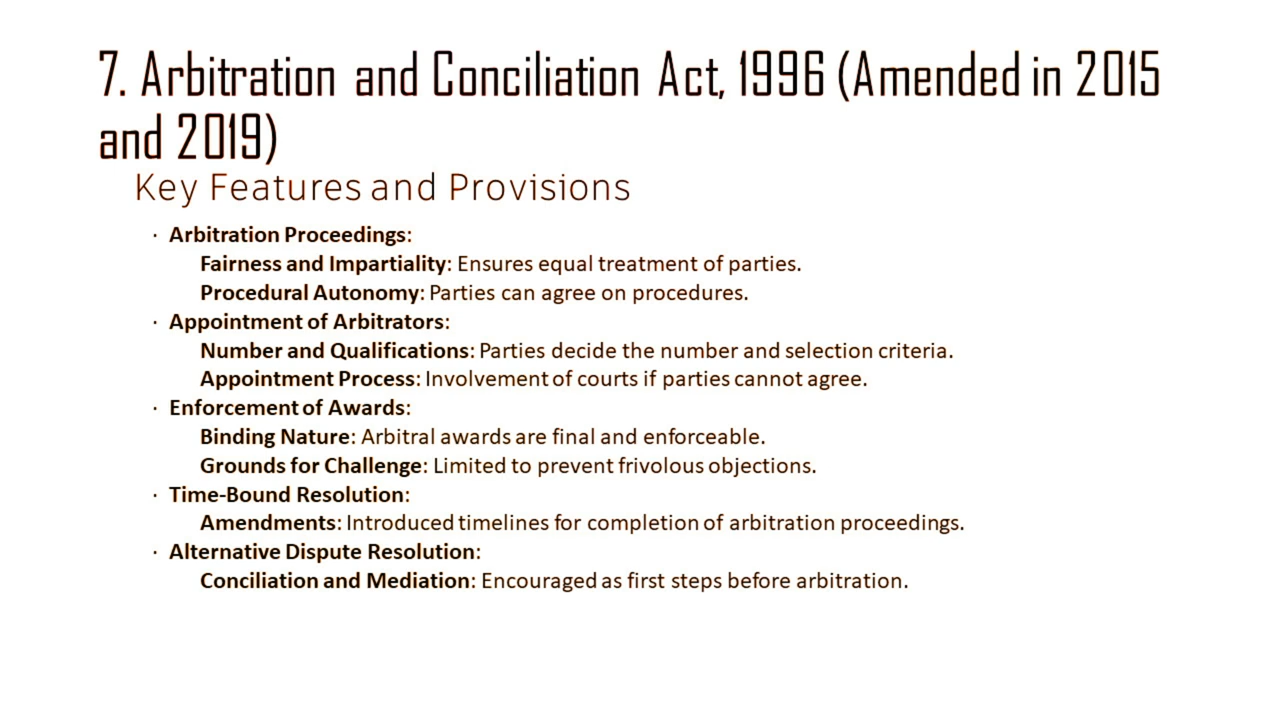 7. Arbitration and Conciliation Act, 1996 (Amended in 2015
and 2019)
Key Features and Provisions
· Arbitration Proceedings:
Fairness and Impartiality: Ensures equal treatment of parties.
Procedural Autonomy: Parties can agree on procedures.
· Appointment of Arbitrators:
Number and Qualifications: Parties decide the number and selection criteria.
Appointment Process: Involvement of courts if parties cannot agree.
· Enforcement of Awards:
Binding Nature: Arbitral awards are final and enforceable.
Grounds for Challenge: Limited to prevent frivolous objections.
· Time-Bound Resolution:
Amendments: Introduced timelines for completion of arbitration proceedings.
· Alternative Dispute Resolution:
Conciliation and Mediation: Encouraged as first steps before arbitration.